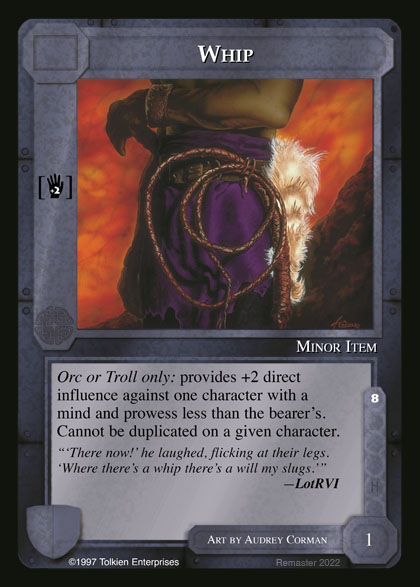 Whip
[+2]
Minor Item
Orc or Troll only: provides +2 direct
influence against one character with a
mind and prowess less than the bearer's.
Cannot be duplicated on a given character.
8
"'There now!' he laughed, flicking at their legs.
'Where there's a whip there's a will my slugs.'"
—LotRVI
H
Art by Audrey Corman
1
©1997 Tolkien Enterprises
Remaster 2022